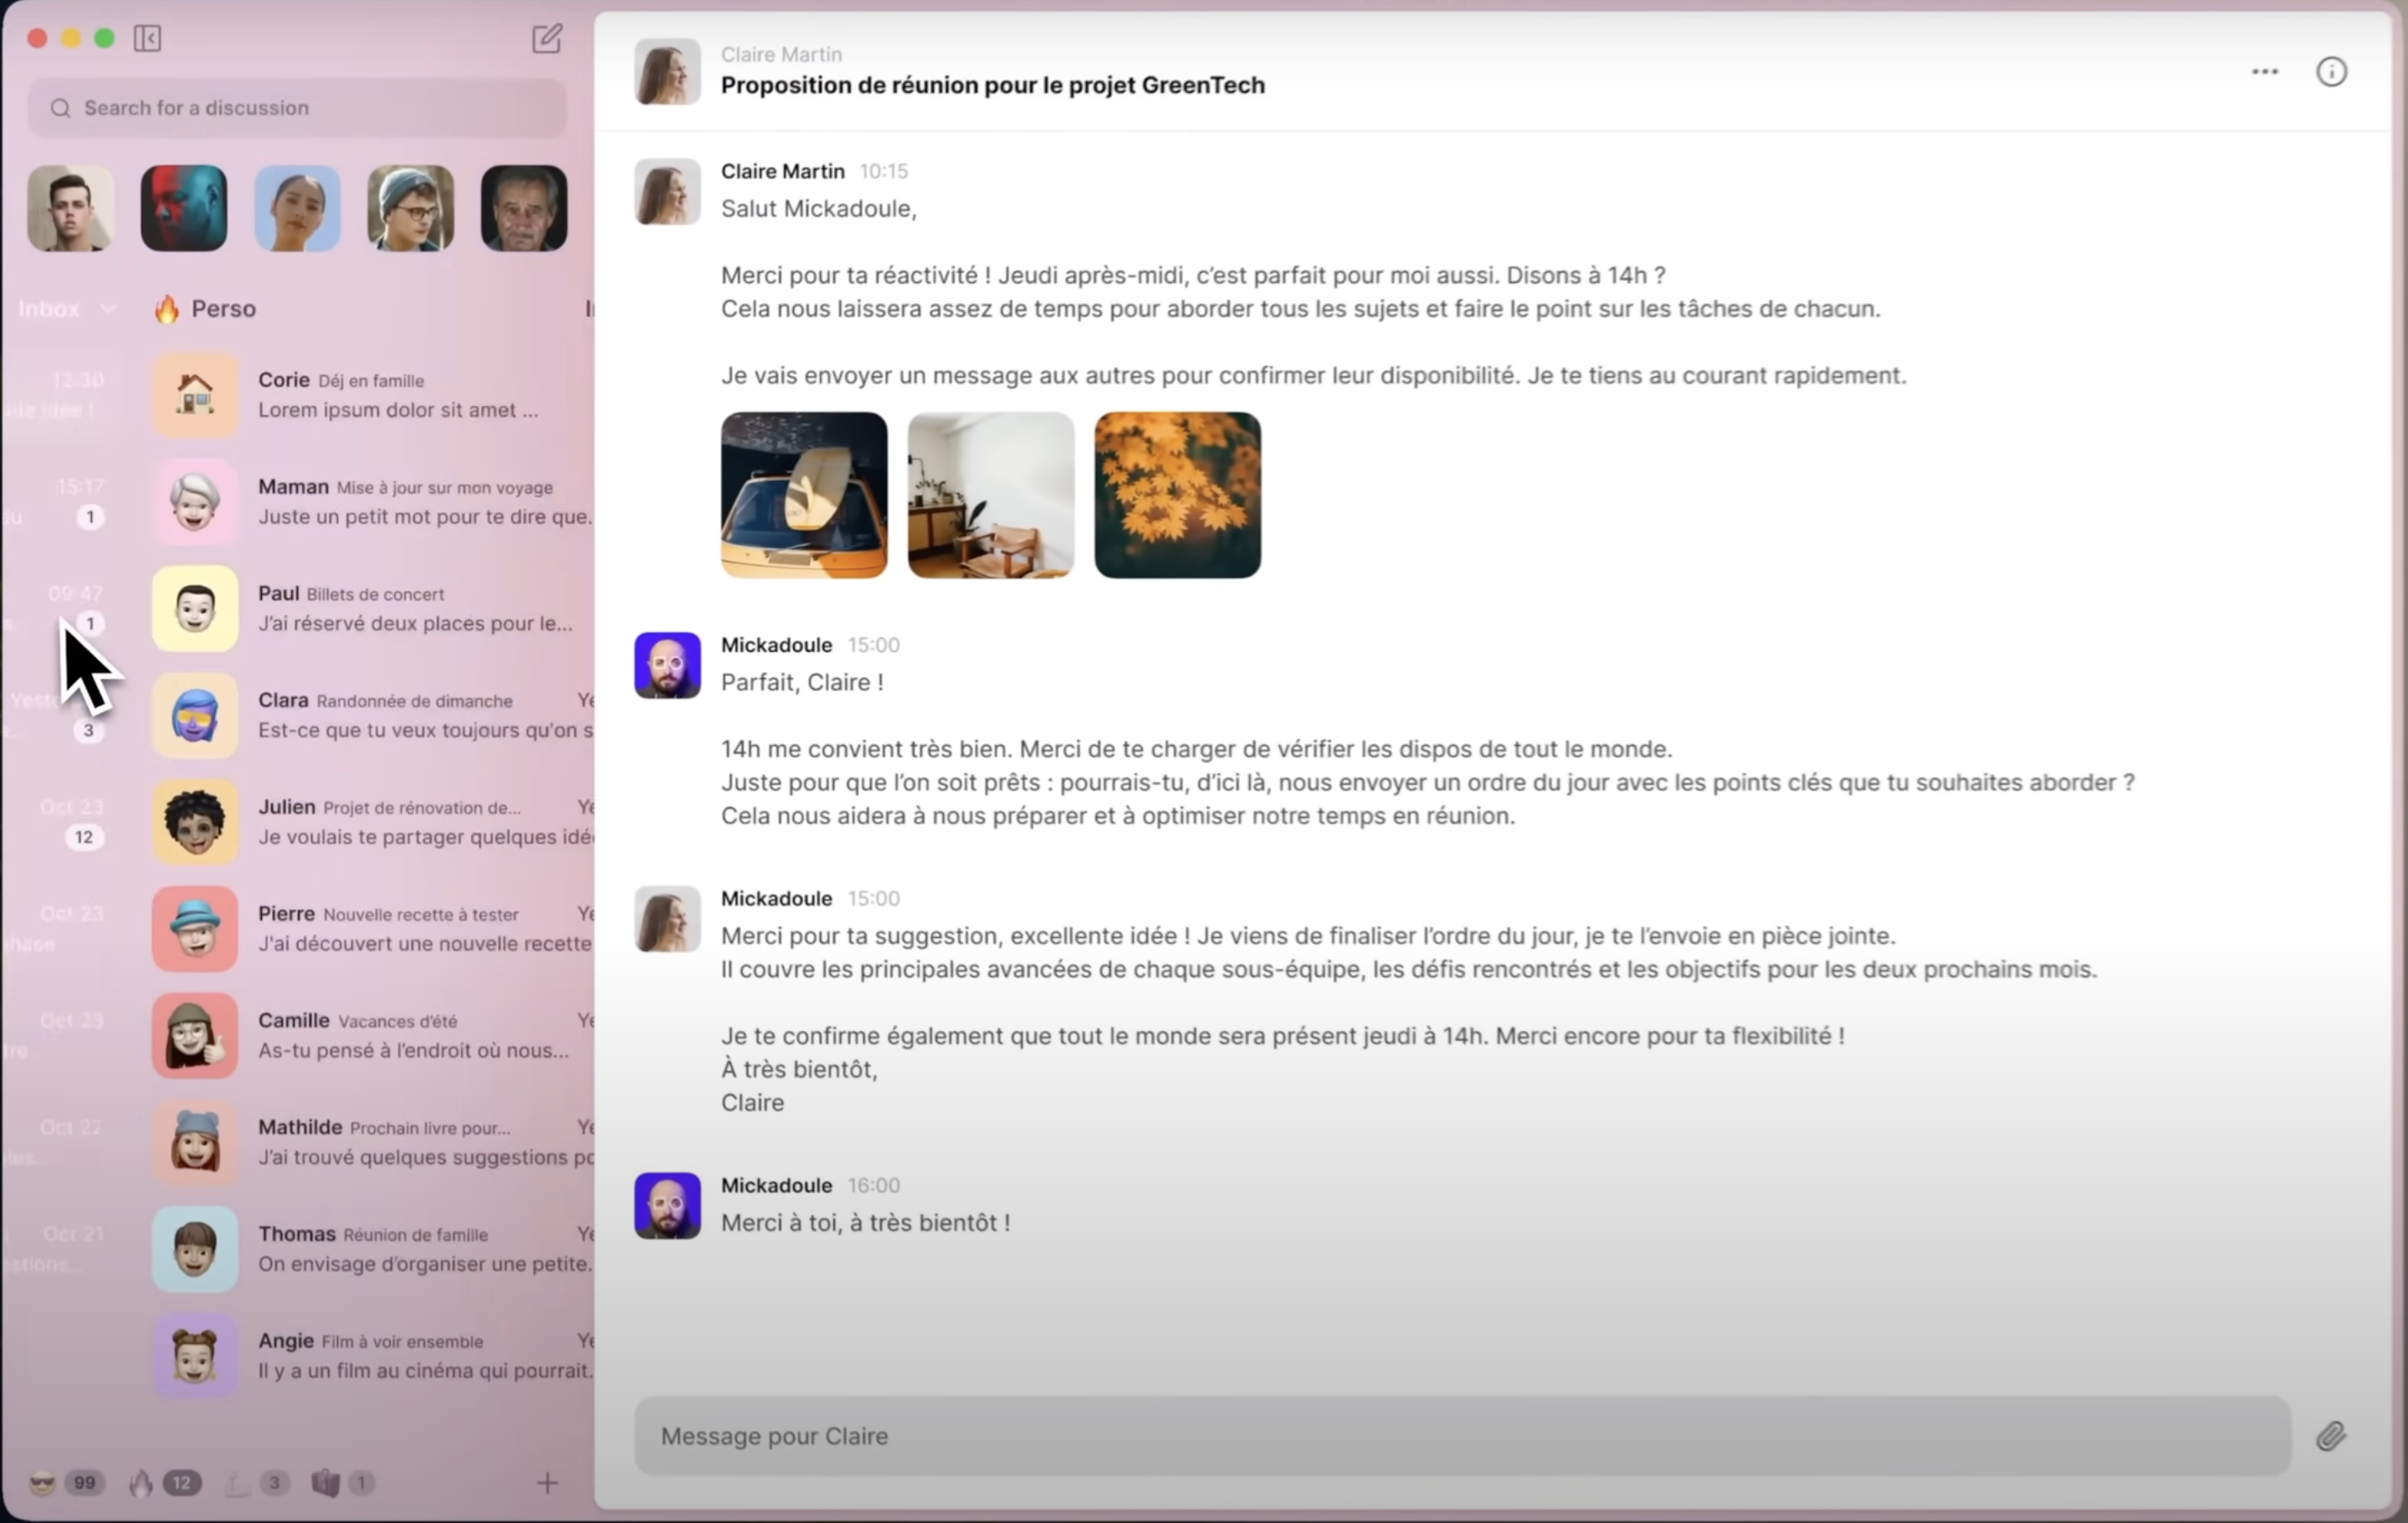 Search for a discussion
Inbox
🔥 Perso
12:30
15:17
1
09:47
1
3
Oct 23
12
Oct 23
Oct 23
Oct 22
Oct 21
Corie Déj en famille
Lorem ipsum dolor sit amet ...
Maman Mise à jour sur mon voyage
Juste un petit mot pour te dire que.
Paul Billets de concert
J’ai réservé deux places pour le...
Clara Randonnée de dimanche
Est-ce que tu veux toujours qu'on s
Julien Projet de rénovation de...
Je voulais te partager quelques idé
Pierre Nouvelle recette à tester
J'ai découvert une nouvelle recette
Camille Vacances d’été
As-tu pensé à l’endroit où nous...
Mathilde Prochain livre pour...
J’ai trouvé quelques suggestions
Thomas Réunion de famille
On envisage d’organiser une petite.
Angie Film à voir ensemble
Il y a un film au cinéma qui pourrait.
99 12 3 1
Claire Martin
Proposition de réunion pour le projet GreenTech
Claire Martin 10:15
Salut Mickadoule,
Merci pour ta réactivité ! Jeudi après-midi, c’est parfait pour moi aussi. Disons à 14h ?
Cela nous laissera assez de temps pour aborder tous les sujets et faire le point sur les tâches de chacun.
Je vais envoyer un message aux autres pour confirmer leur disponibilité. Je te tiens au courant rapidement.
Mickadoule 15:00
Parfait, Claire !
14h me convient très bien. Merci de te charger de vérifier les dispos de tout le monde.
Juste pour que l’on soit prêts : pourrais-tu, d’ici là, nous envoyer un ordre du jour avec les points clés que tu souhaites aborder ?
Cela nous aidera à nous préparer et à optimiser notre temps en réunion.
Mickadoule 15:00
Merci pour ta suggestion, excellente idée ! Je viens de finaliser l’ordre du jour, je te l’envoie en pièce jointe.
Il couvre les principales avancées de chaque sous-équipe, les défis rencontrés et les objectifs pour les deux prochains mois.
Je te confirme également que tout le monde sera présent jeudi à 14h. Merci encore pour ta flexibilité !
À très bientôt,
Claire
Mickadoule 16:00
Merci à toi, à très bientôt !
Message pour Claire